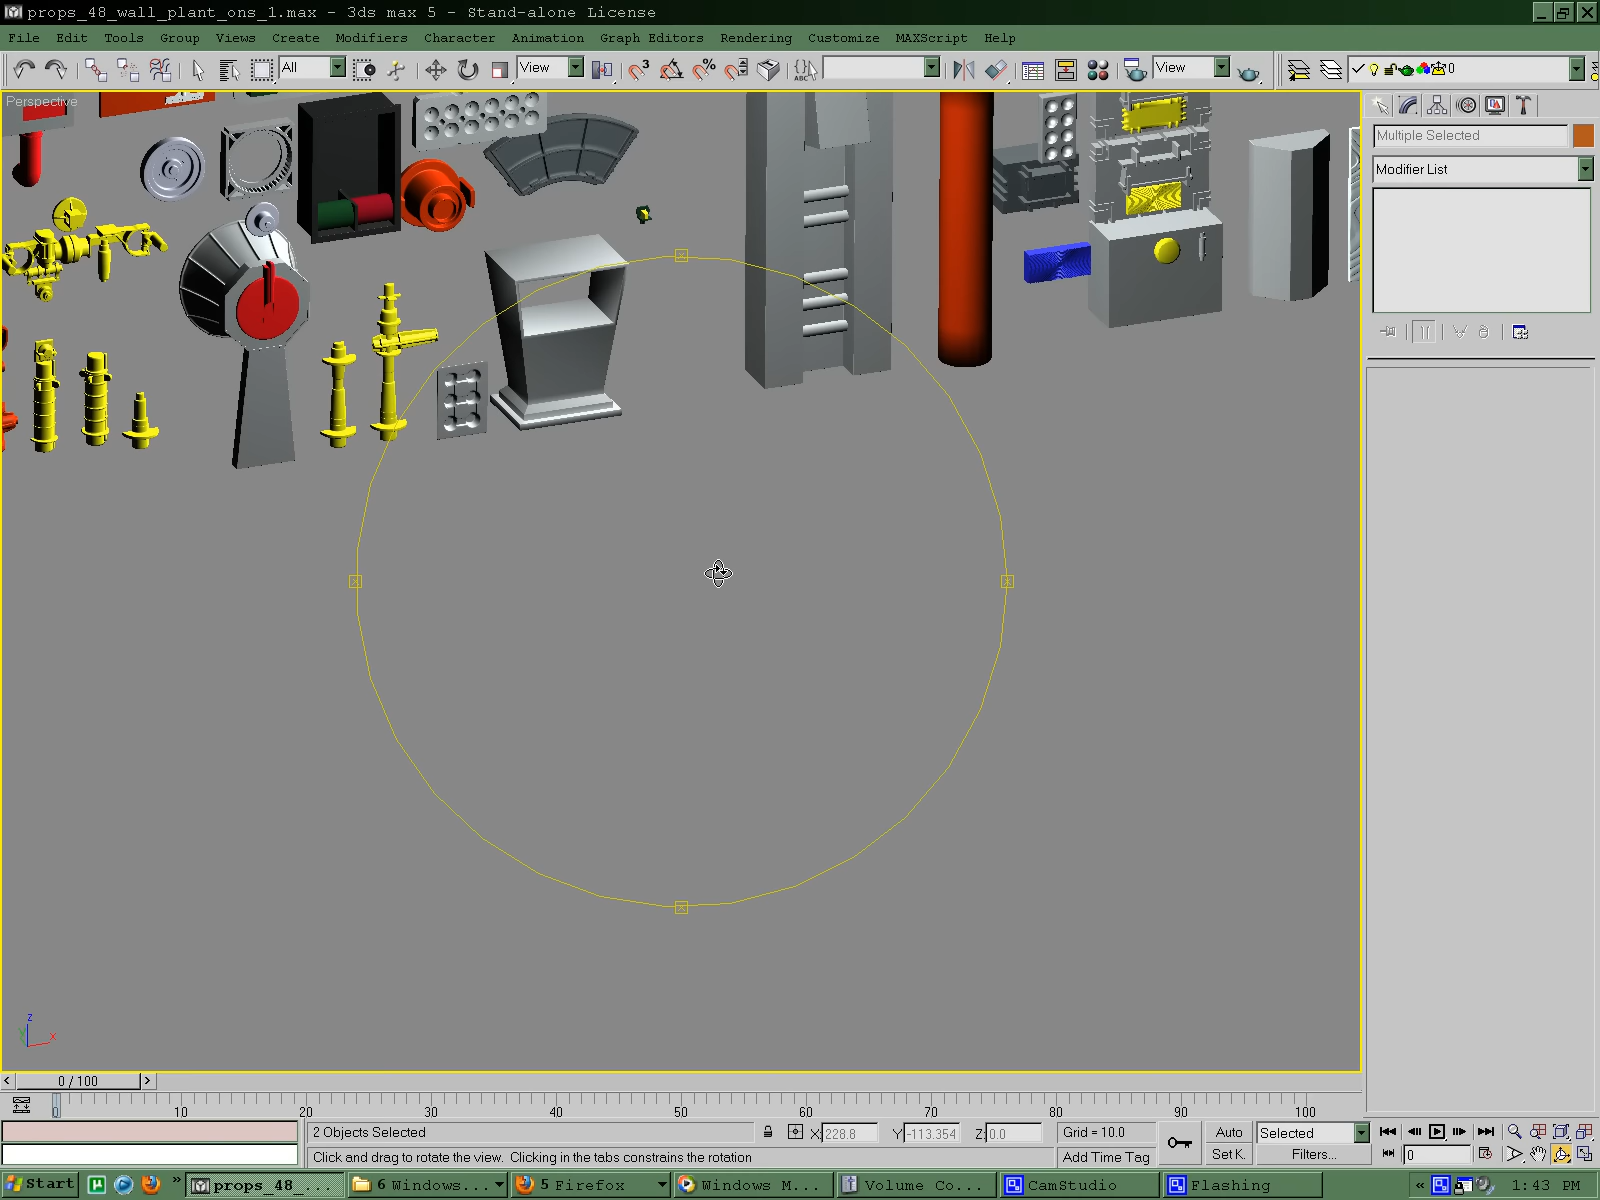 props_48_wall_plant_ons_1.max - 3ds max 5 - Stand-alone License
File Edit Tools Group Views Create Modifiers Character Animation Graph Editors Rendering Customize MAXScript Help
All View View 0
Perspective
Multiple Selected
Modifier List
z
x
0 / 100
0 10 20 30 40 50 60 70 80 90 100
2 Objects Selected X: 228.8 Y: -113.354 Z: 0.0 Grid = 10.0 Auto Selected
Click and drag to rotate the view. Clicking in the tabs constrains the rotation Add Time Tag Set K. Filters... 0
Start props_48_... 6 Windows... 5 Firefox Windows M... Volume Co... CamStudio Flashing 1:43 PM